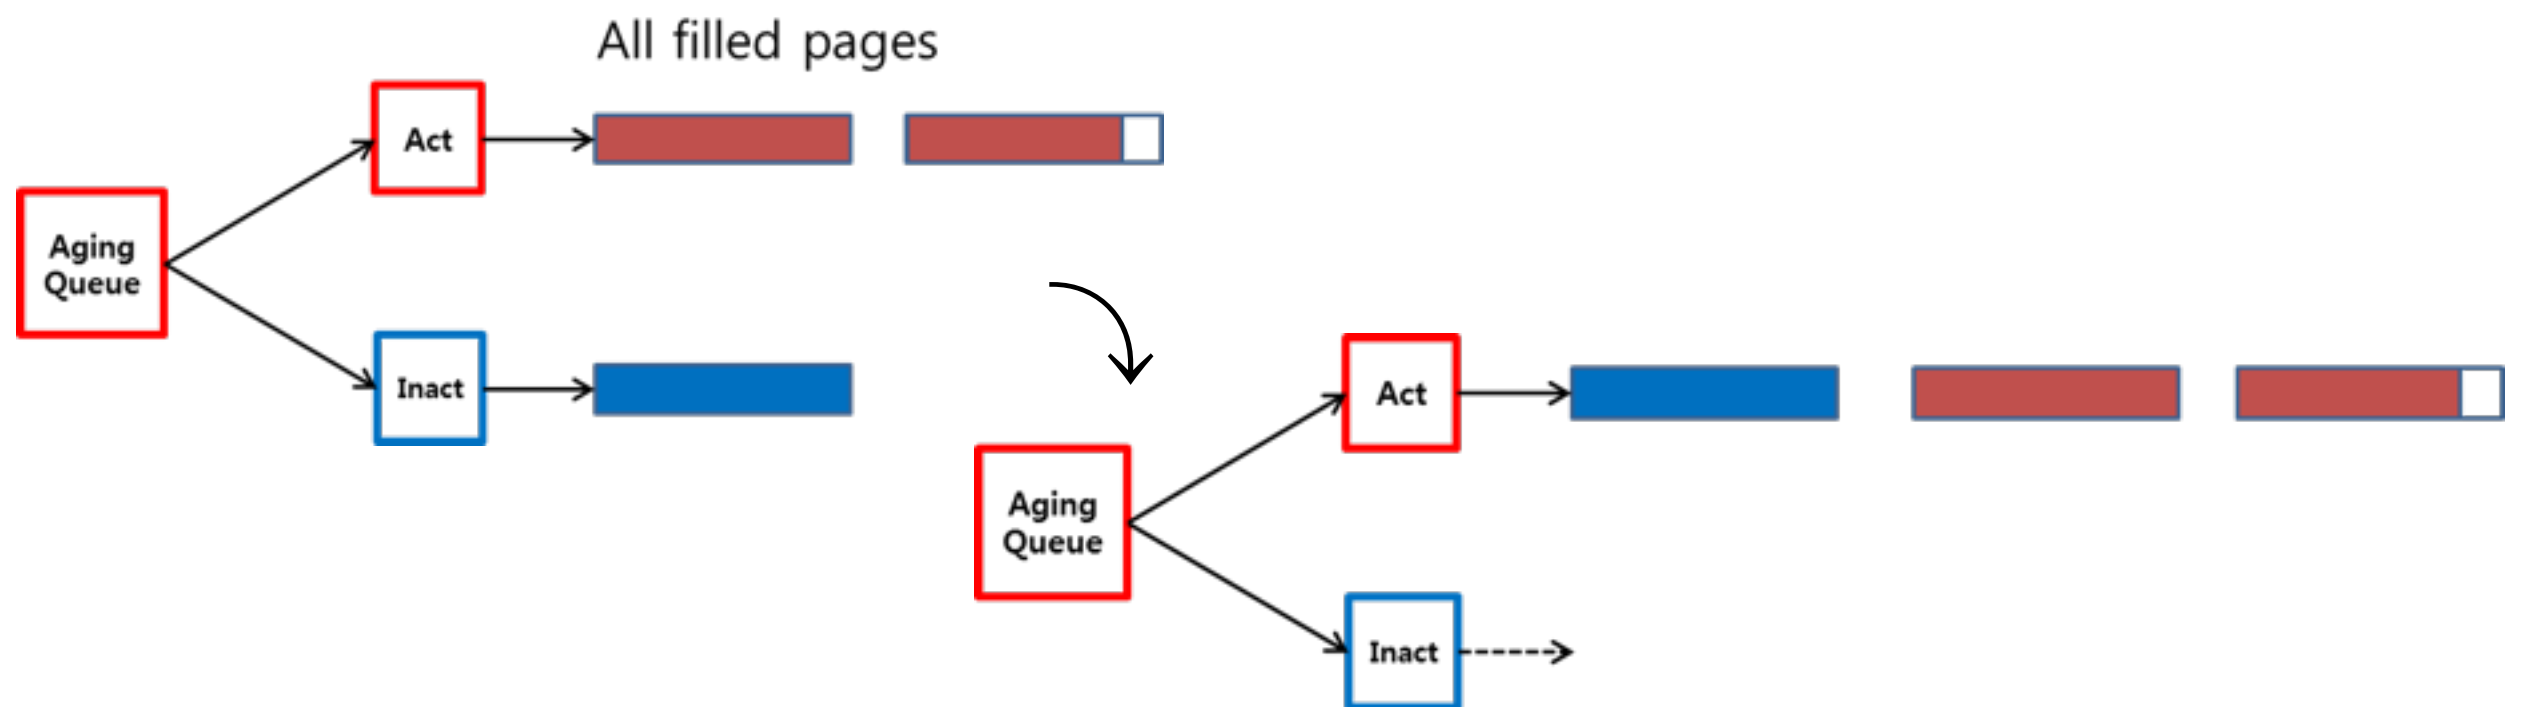 All filled pages
Act
Aging
Queue
Inact
Act
Aging
Queue
Inact